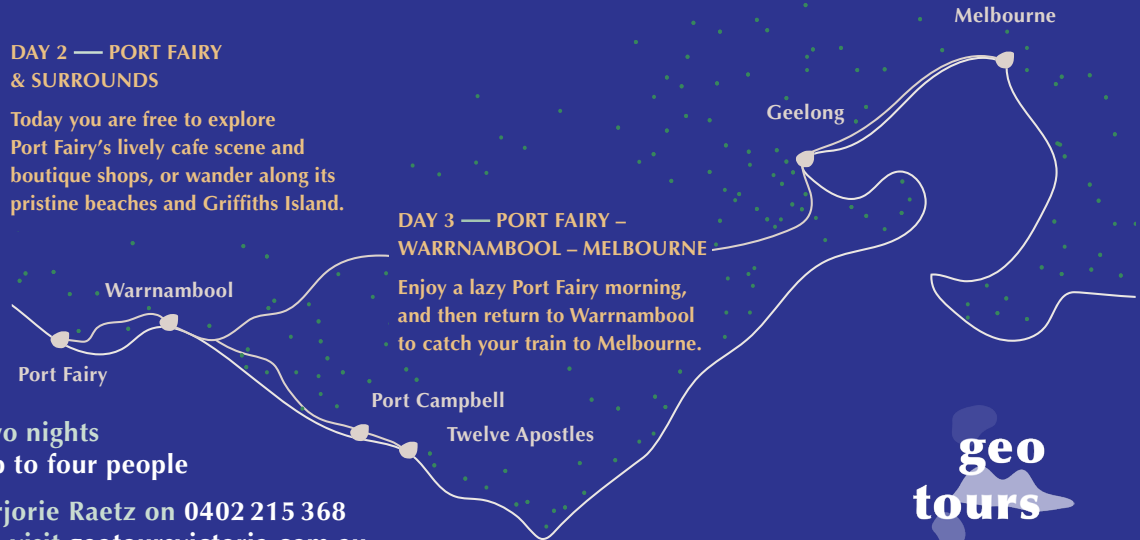 Melbourne
DAY 2 — PORT FAIRY
& SURROUNDS
Today you are free to explore
Port Fairy’s lively cafe scene and
boutique shops, or wander along its
pristine beaches and Griffiths Island.
Geelong
DAY 3 — PORT FAIRY –
WARRNAMBOOL – MELBOURNE
Enjoy a lazy Port Fairy morning,
and then return to Warrnambool
to catch your train to Melbourne.
Warrnambool
Port Fairy
Port Campbell
Twelve Apostles
nights
to four people
Raetz on 0402 215 368
geo
tours